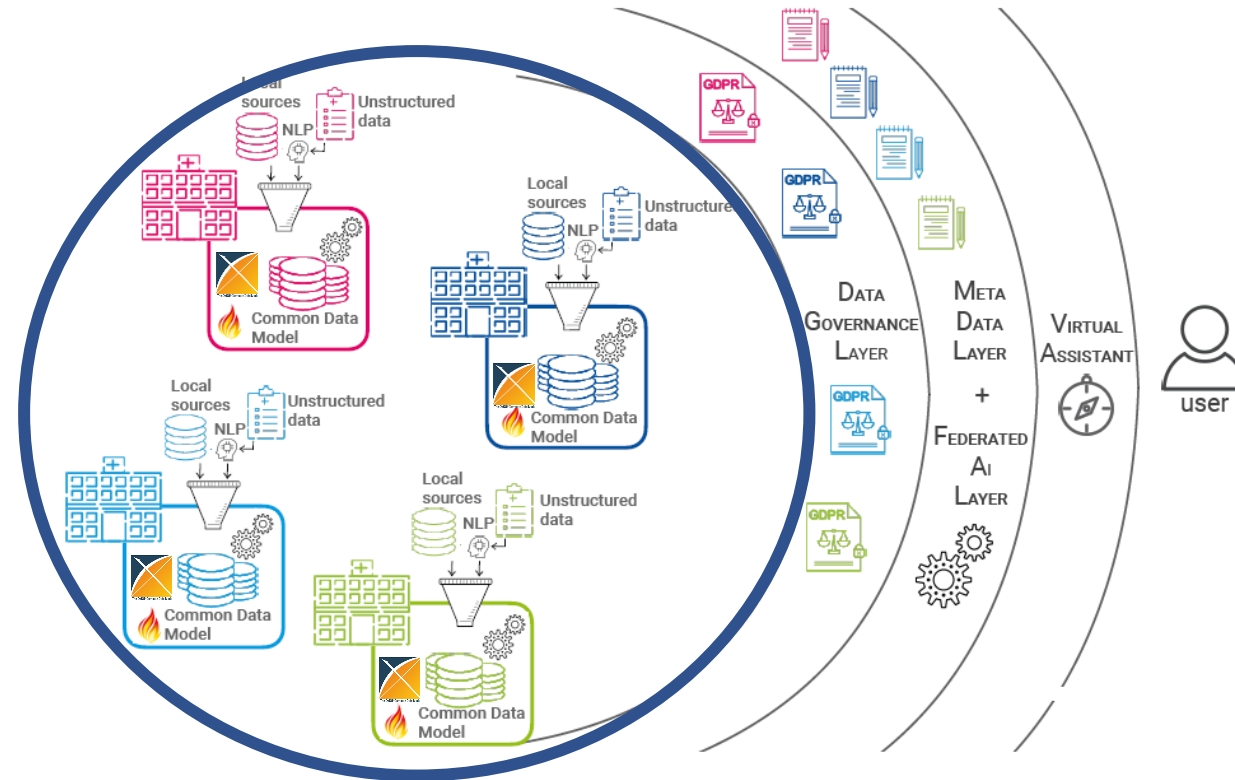 Local
sources
Unstructured
data
NLP
Common Data
Model
Local
sources
Unstructured
data
NLP
Common Data
Model
Local
sources
Unstructured
data
NLP
Common Data
Model
Local
sources
Unstructured
data
NLP
Common Data
Model
GDPR
GDPR
GDPR
GDPR
DATA
GOVERNANCE
LAYER
META
DATA
LAYER
+
FEDERATED
AI
LAYER
VIRTUAL
ASSISTANT
user